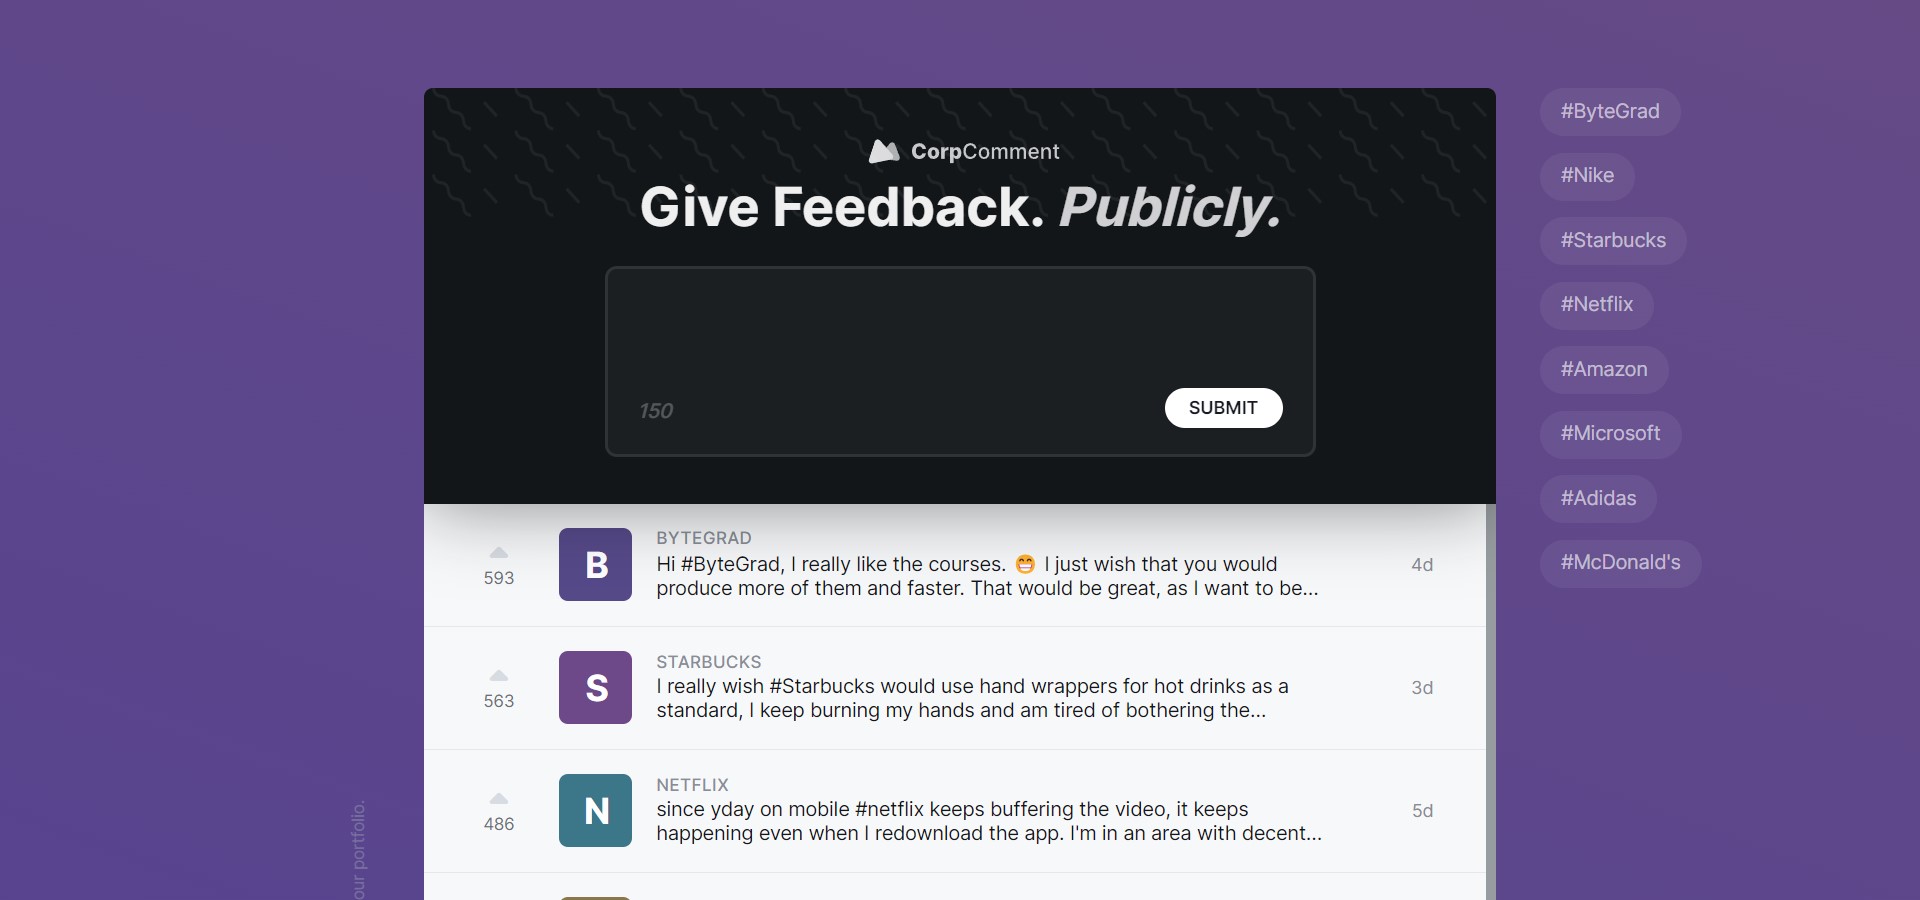 CorpComment
Give Feedback. Publicly.
150
SUBMIT
#ByteGrad
#Nike
#Starbucks
#Netflix
#Amazon
#Microsoft
#Adidas
#McDonald's
593
B
BYTEGRAD
Hi #ByteGrad, I really like the courses. 😁 I just wish that you would
produce more of them and faster. That would be great, as I want to be...
4d
563
S
STARBUCKS
I really wish #Starbucks would use hand wrappers for hot drinks as a
standard, I keep burning my hands and am tired of bothering the...
3d
486
N
NETFLIX
since yday on mobile #netflix keeps buffering the video, it keeps
happening even when I redownload the app. I'm in an area with decent...
5d
our portfolio.